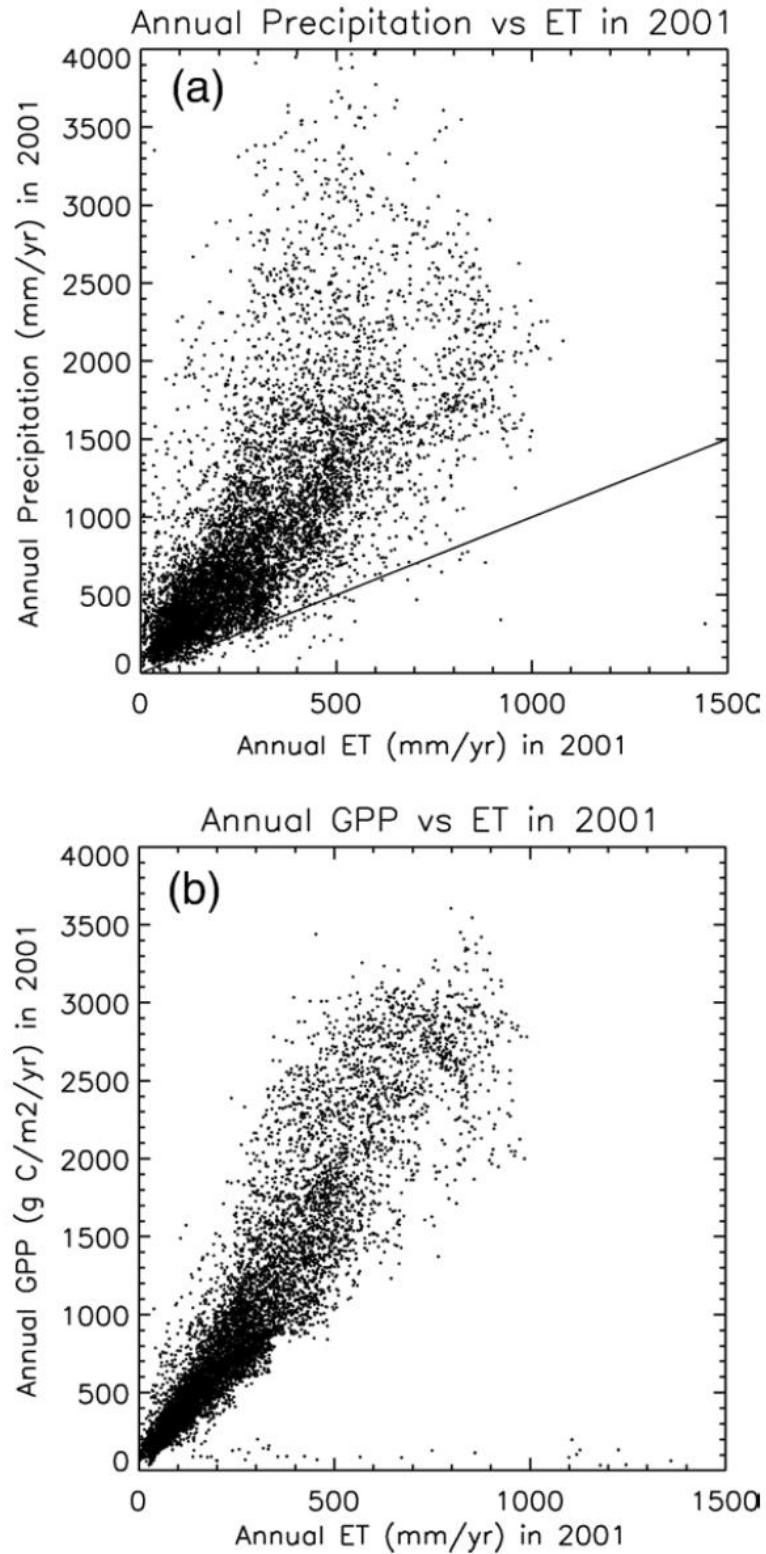 Annual Precipitation vs ET in 2001
(a)
4000
3500
3000
2500
2000
1500
1000
500
0
Annual Precipitation (mm/yr) in 2001
0 500 1000 1500
Annual ET (mm/yr) in 2001
Annual GPP vs ET in 2001
(b)
4000
3500
3000
2500
2000
1500
1000
500
0
Annual GPP (g C/m2/yr) in 2001
0 500 1000 1500
Annual ET (mm/yr) in 2001